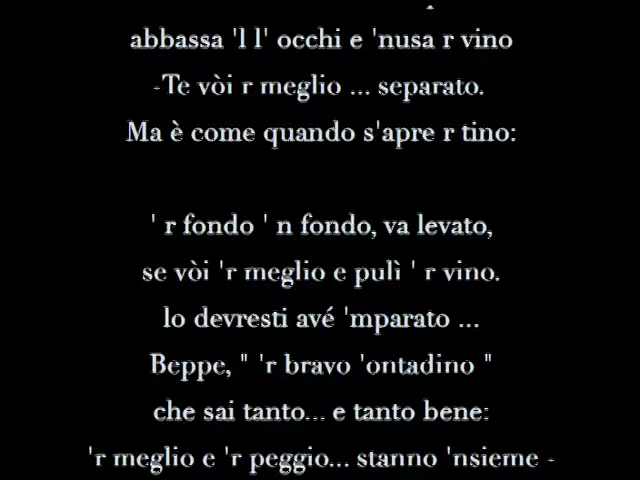 abbassa 'l l' occhi e 'nusa r vino
-Te vòi r meglio ... separato.
Ma è come quando s'apre r tino:
' r fondo ' n fondo, va levato,
se vòi 'r meglio e pulì ' r vino.
lo devresti avé 'mparato ...
Beppe, " 'r bravo 'ontadino "
che sai tanto... e tanto bene:
'r meglio e 'r peggio... stanno 'nsieme -